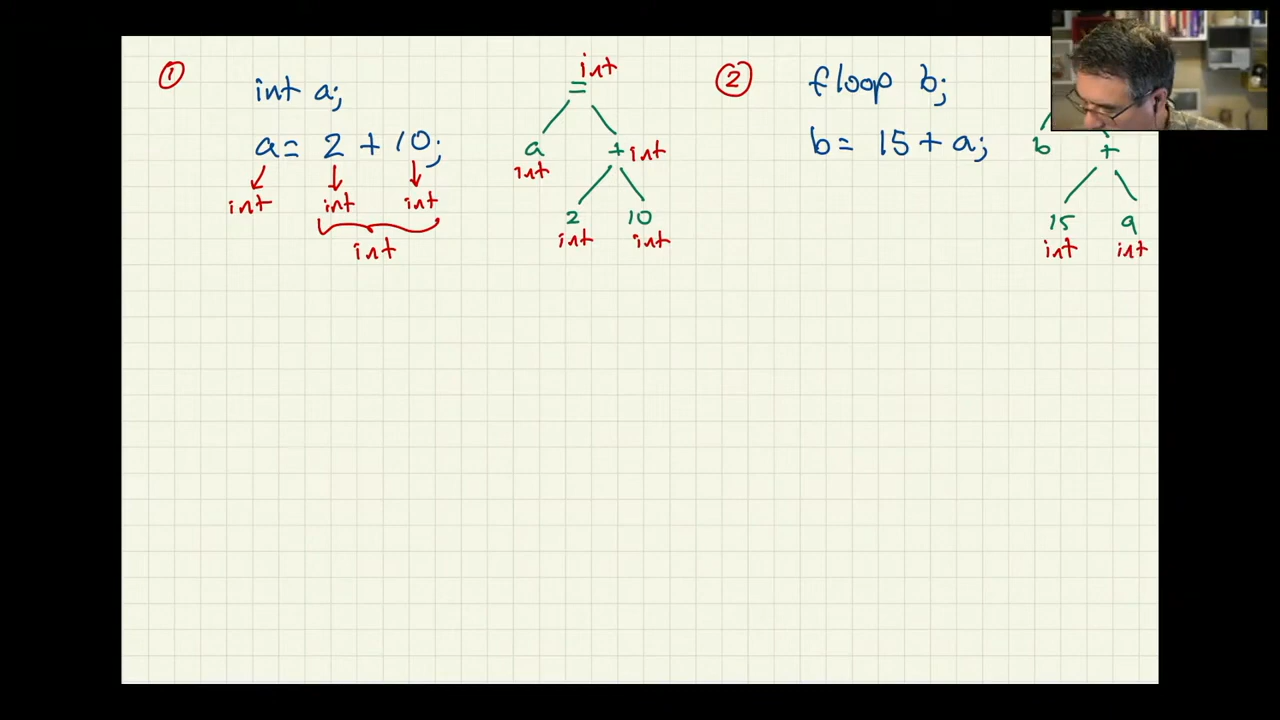 ①
int a;
a = 2 + 10;
int int int
int
int
=
a + int
int
2 10
int int
②
floop b;
b = 15 + a;
b +
15 a
int int